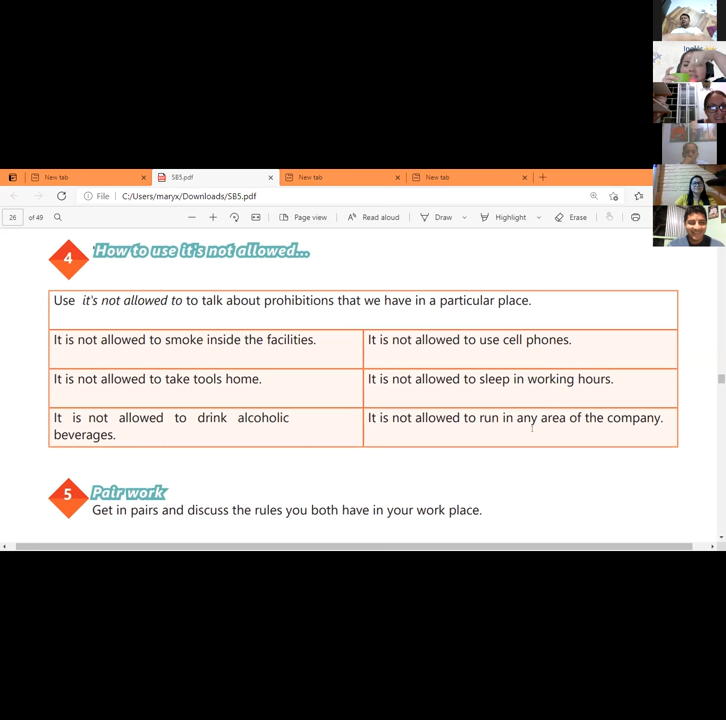 New tab
SB5.pdf
New tab
New tab
File
C:/Users/maryx/Downloads/SB5.pdf
26 of 49
Page view
Read aloud
Draw
Highlight
Erase
4
How to use it's not allowed...
Use it's not allowed to to talk about prohibitions that we have in a particular place.
It is not allowed to smoke inside the facilities.
It is not allowed to use cell phones.
It is not allowed to take tools home.
It is not allowed to sleep in working hours.
It is not allowed to drink alcoholic
beverages.
It is not allowed to run in any area of the company.
5
Pair work
Get in pairs and discuss the rules you both have in your work place.